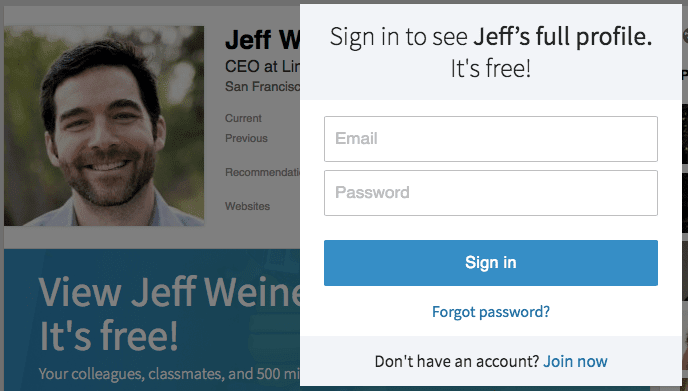 Jeff W
CEO at Lin
San Francisc
Current
Previous
Recommendatio
Websites
View Jeff Weine
It's free!
Your colleagues, classmates, and 500 mi
Sign in to see Jeff’s full profile.
It's free!
Email
Password
Sign in
Forgot password?
Don't have an account? Join now